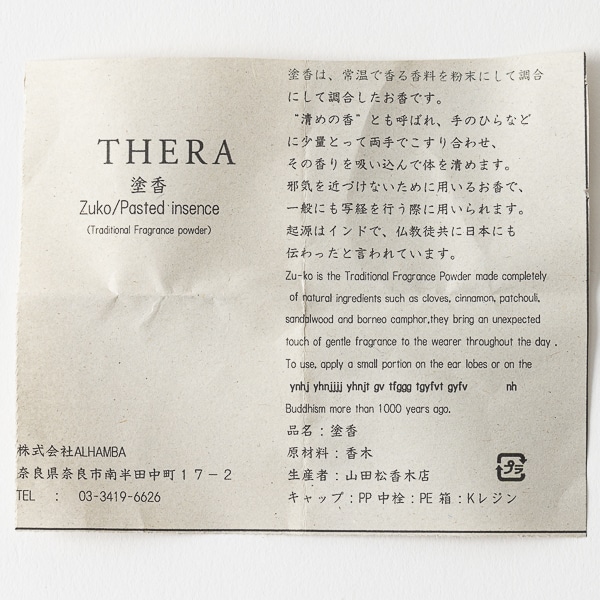 THERA
塗香
Zuko/Pasted insence
(Traditional Fragrance powder)
株式会社ALHAMBA
奈良県奈良市南半田中町17-2
TEL : 03-3419-6626
塗香は、常温で香る香料を粉末にして調合
にして調合したお香です。
“清めの香”とも呼ばれ、手のひらなど
に少量とって両手でこすり合わせ、
その香りを吸い込んで体を清めます。
邪気を近づけないために用いるお香で、
一般にも写経を行う際に用いられます。
起源はインドで、仏教徒共に日本にも
伝わったと言われています。
Zu-ko is the Traditional Fragrance Powder made completely
of natural ingredients such as cloves, cinnamon, patchouli,
sandalwood and borneo camphor,they bring an unexpected
touch of gentle fragrance to the wearer throughout the day .
To use, apply a small portion on the ear lobes or on the
ynhj yhnjjjj yhnjt gv tfggg tgyfvt gyfv nh
Buddhism more than 1000 years ago.
品名：塗香
原材料：香木
生産者：山田松香木店
キャップ：PP 中栓：PE 箱：Kレジン
プラ